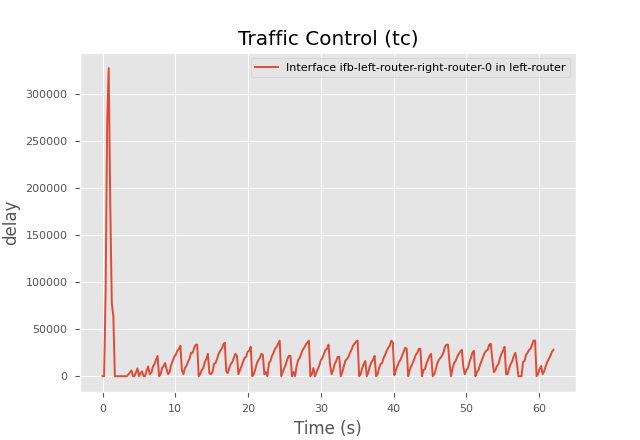 Traffic Control (tc)
Interface ifb-left-router-right-router-0 in left-router
delay
300000
250000
200000
150000
100000
50000
0
0 10 20 30 40 50 60
Time (s)